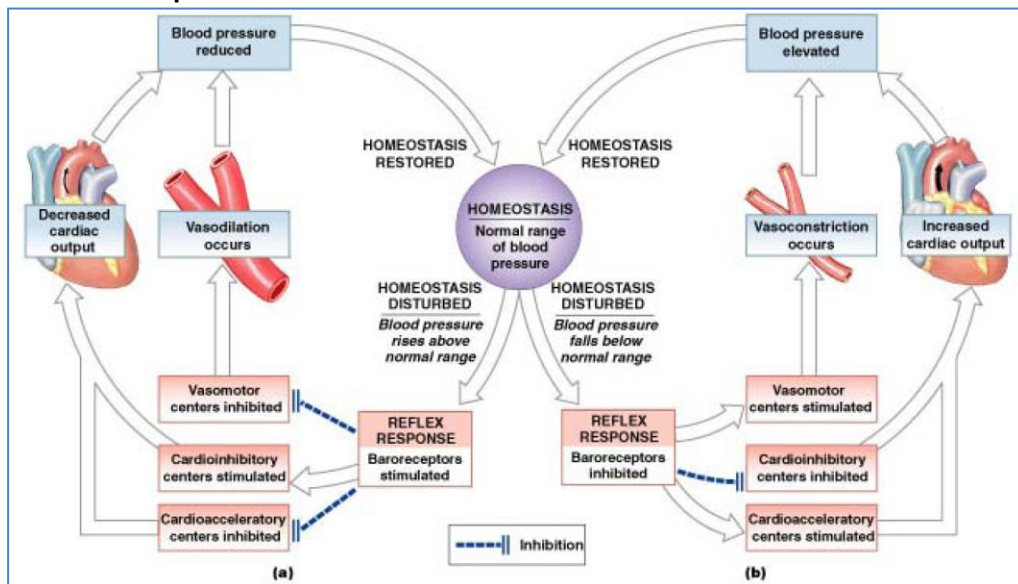 Blood pressure
reduced
Blood pressure
elevated
HOMEOSTASIS
RESTORED
HOMEOSTASIS
RESTORED
Decreased
cardiac
output
Vasodilation
occurs
HOMEOSTASIS
Normal range
of blood
pressure
Vasoconstriction
occurs
Increased
cardiac output
HOMEOSTASIS
DISTURBED
Blood pressure
rises above
normal range
HOMEOSTASIS
DISTURBED
Blood pressure
falls below
normal range
Vasomotor
centers inhibited
REFLEX
RESPONSE
Baroreceptors
stimulated
Cardioinhibitory
centers stimulated
Cardioacceleratory
centers inhibited
REFLEX
RESPONSE
Baroreceptors
inhibited
Vasomotor
centers stimulated
Cardioinhibitory
centers inhibited
Cardioacceleratory
centers stimulated
Inhibition
(a)
(b)